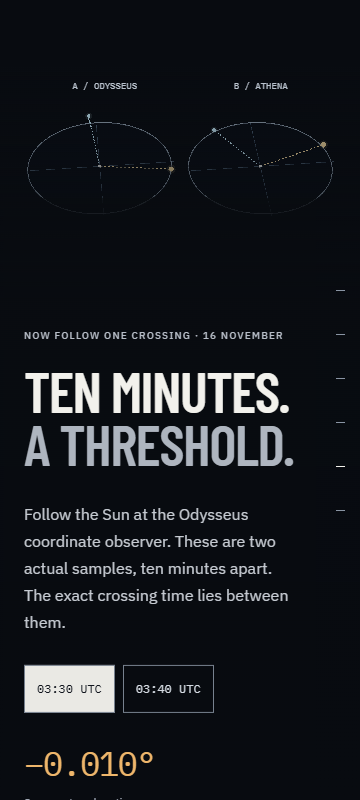 A / ODYSSEUS
B / ATHENA
NOW FOLLOW ONE CROSSING · 16 NOVEMBER
TEN MINUTES.
A THRESHOLD.
Follow the Sun at the Odysseus
coordinate observer. These are two
actual samples, ten minutes apart.
The exact crossing time lies between
them.
03:30 UTC
03:40 UTC
−0.010°